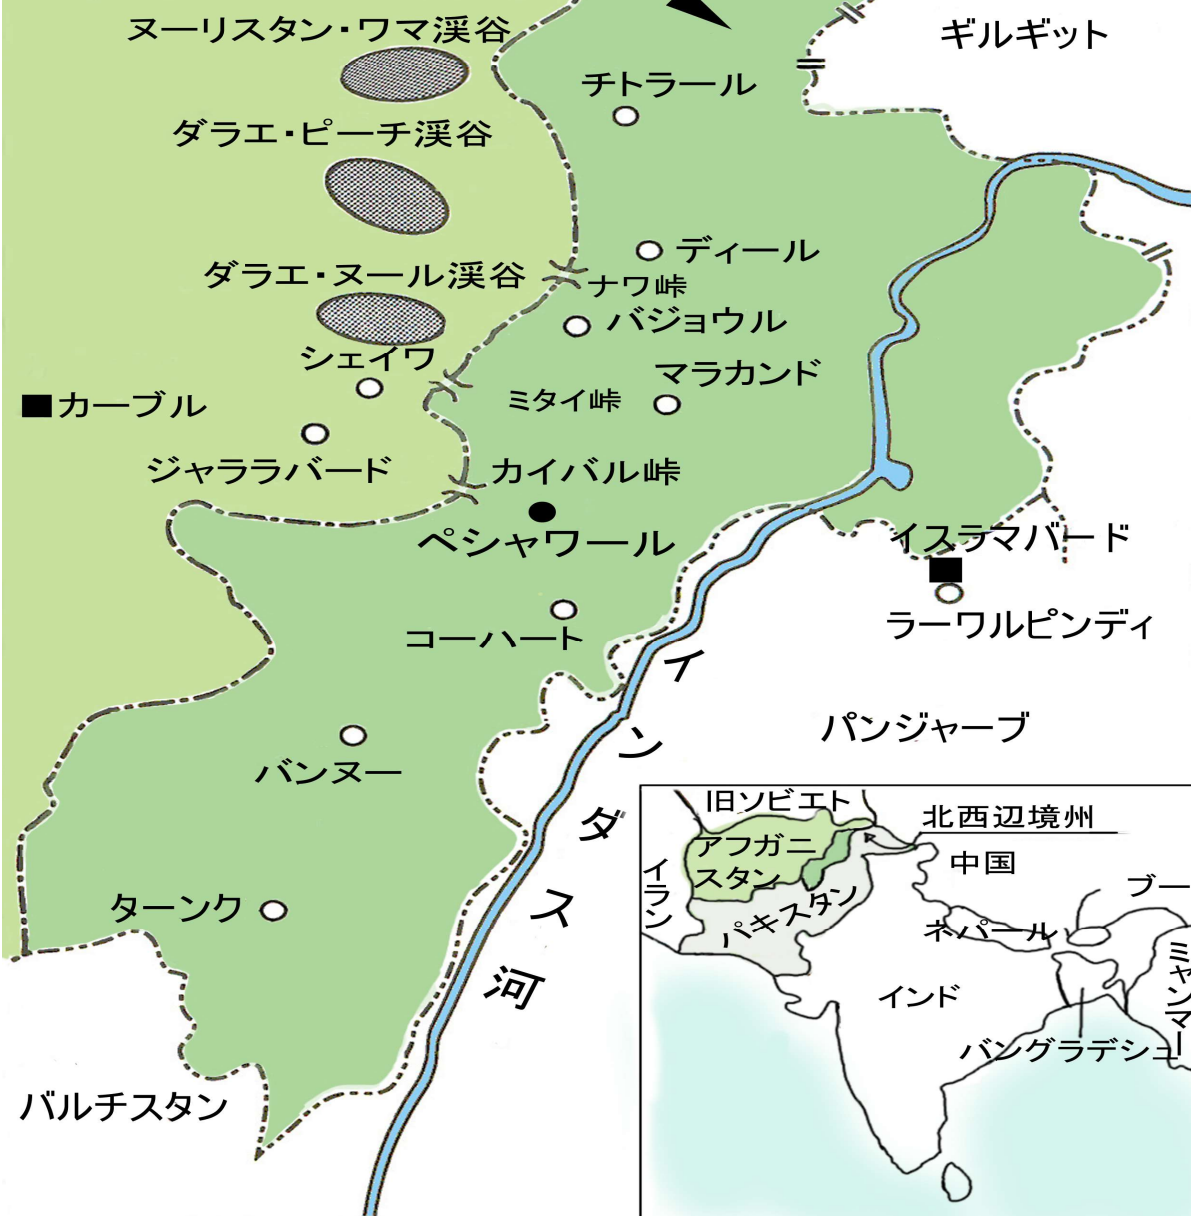 ヌーリスタン・ワマ渓谷
ギルギット
チトラール
ダラエ・ピーチ渓谷
ディール
ダラエ・ヌール渓谷
ナワ峠
バジョウル
シェイワ
マラカンド
カーブル
ミタイ峠
ジャララバード
カイバル峠
ペシャワール
イスラマバード
コーハート
ラーワルピンディ
インダス河
パンジャーブ
バンヌー
ターンク
バルチスタン
旧ソビエト
北西辺境州
アフガニ
スタン
中国
イラン
ブー
パキスタン
ネパール
ミャンマー
インド
バングラデシュ